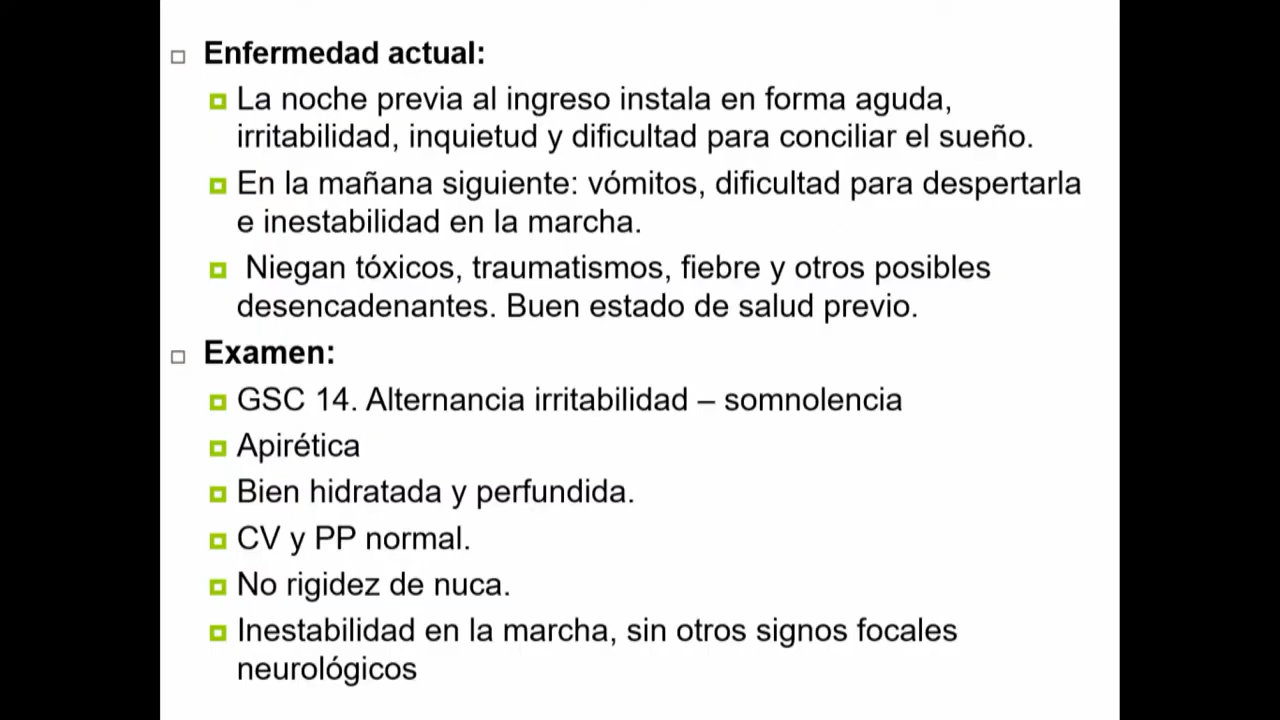 Enfermedad actual:
La noche previa al ingreso instala en forma aguda,
irritabilidad, inquietud y dificultad para conciliar el sueño.
En la mañana siguiente: vómitos, dificultad para despertarla
e inestabilidad en la marcha.
Niegan tóxicos, traumatismos, fiebre y otros posibles
desencadenantes. Buen estado de salud previo.
Examen:
GSC 14. Alternancia irritabilidad – somnolencia
Apirética
Bien hidratada y perfundida.
CV y PP normal.
No rigidez de nuca.
Inestabilidad en la marcha, sin otros signos focales
neurológicos